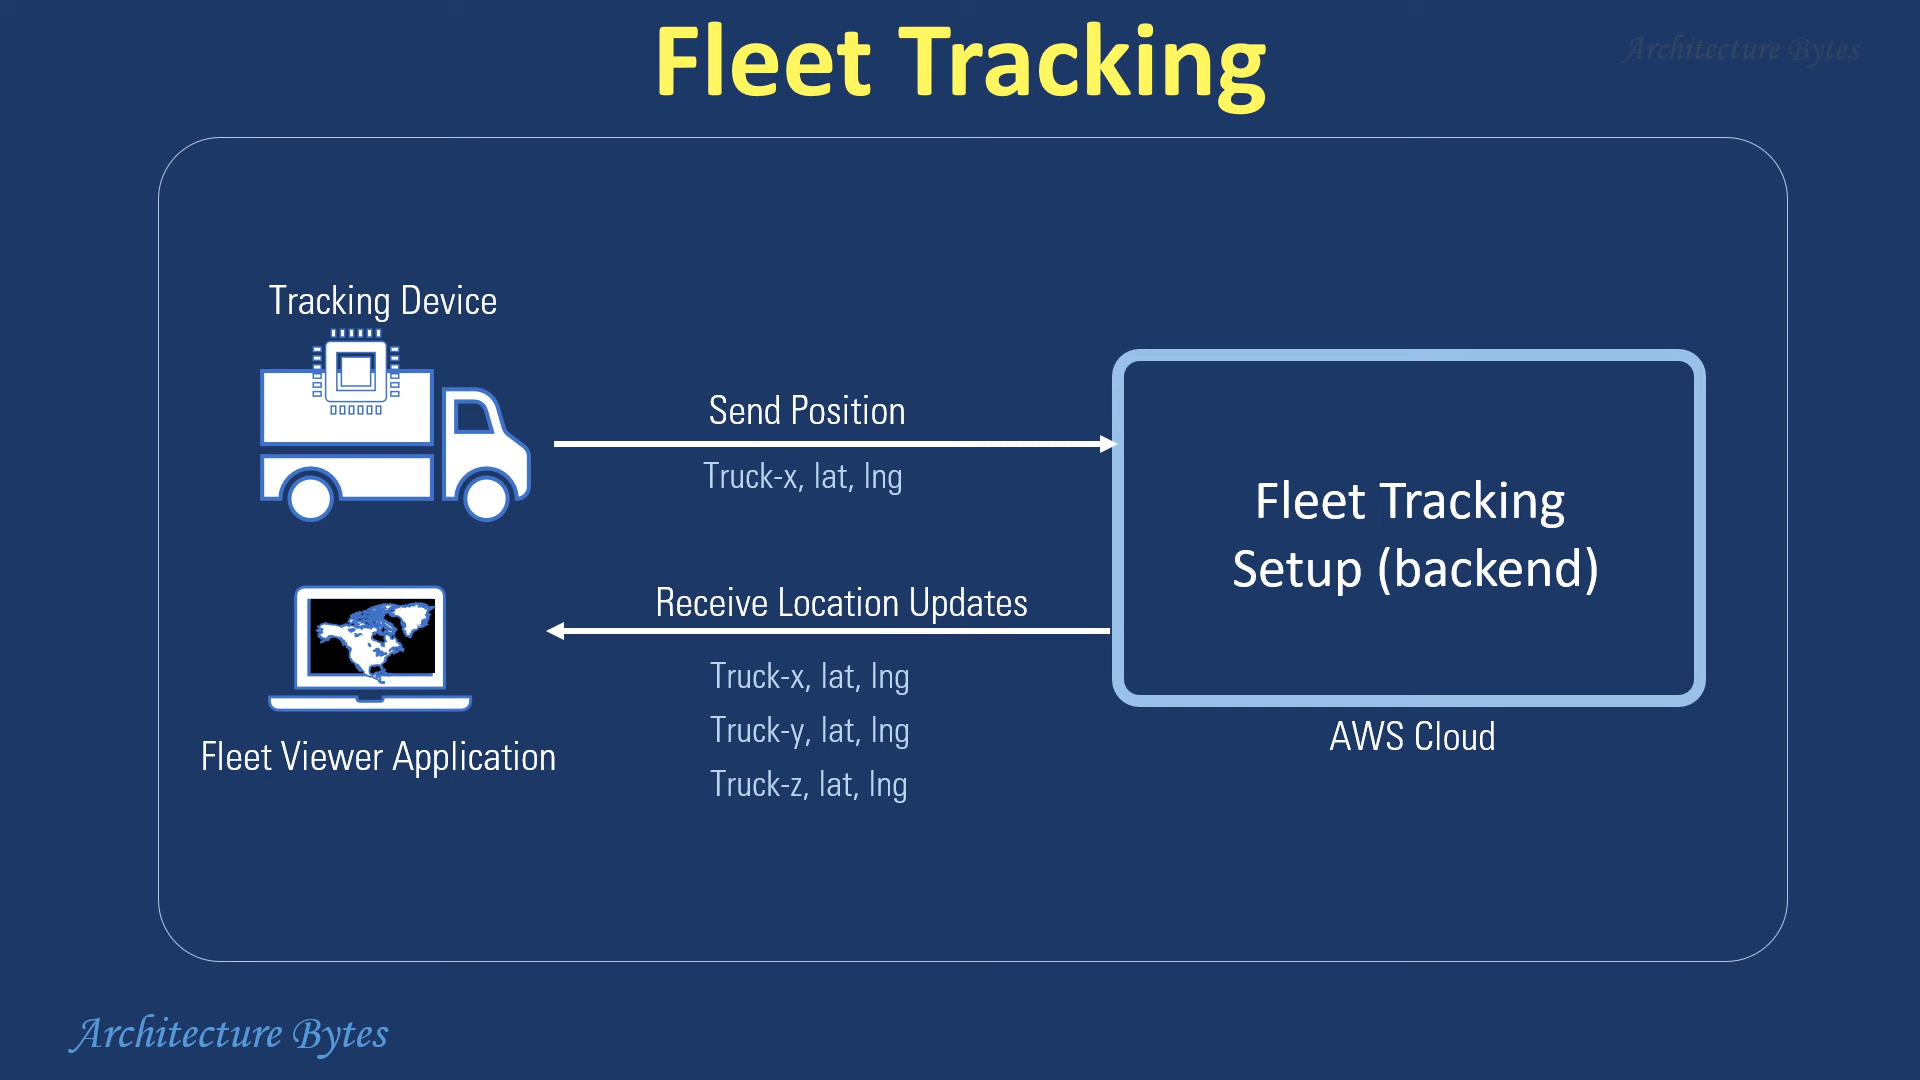 Fleet Tracking
Architecture Bytes
Tracking Device
Send Position
Truck-x, lat, lng
Fleet Tracking
Setup (backend)
Receive Location Updates
Truck-x, lat, lng
Truck-y, lat, lng
Truck-z, lat, lng
AWS Cloud
Fleet Viewer Application
Architecture Bytes